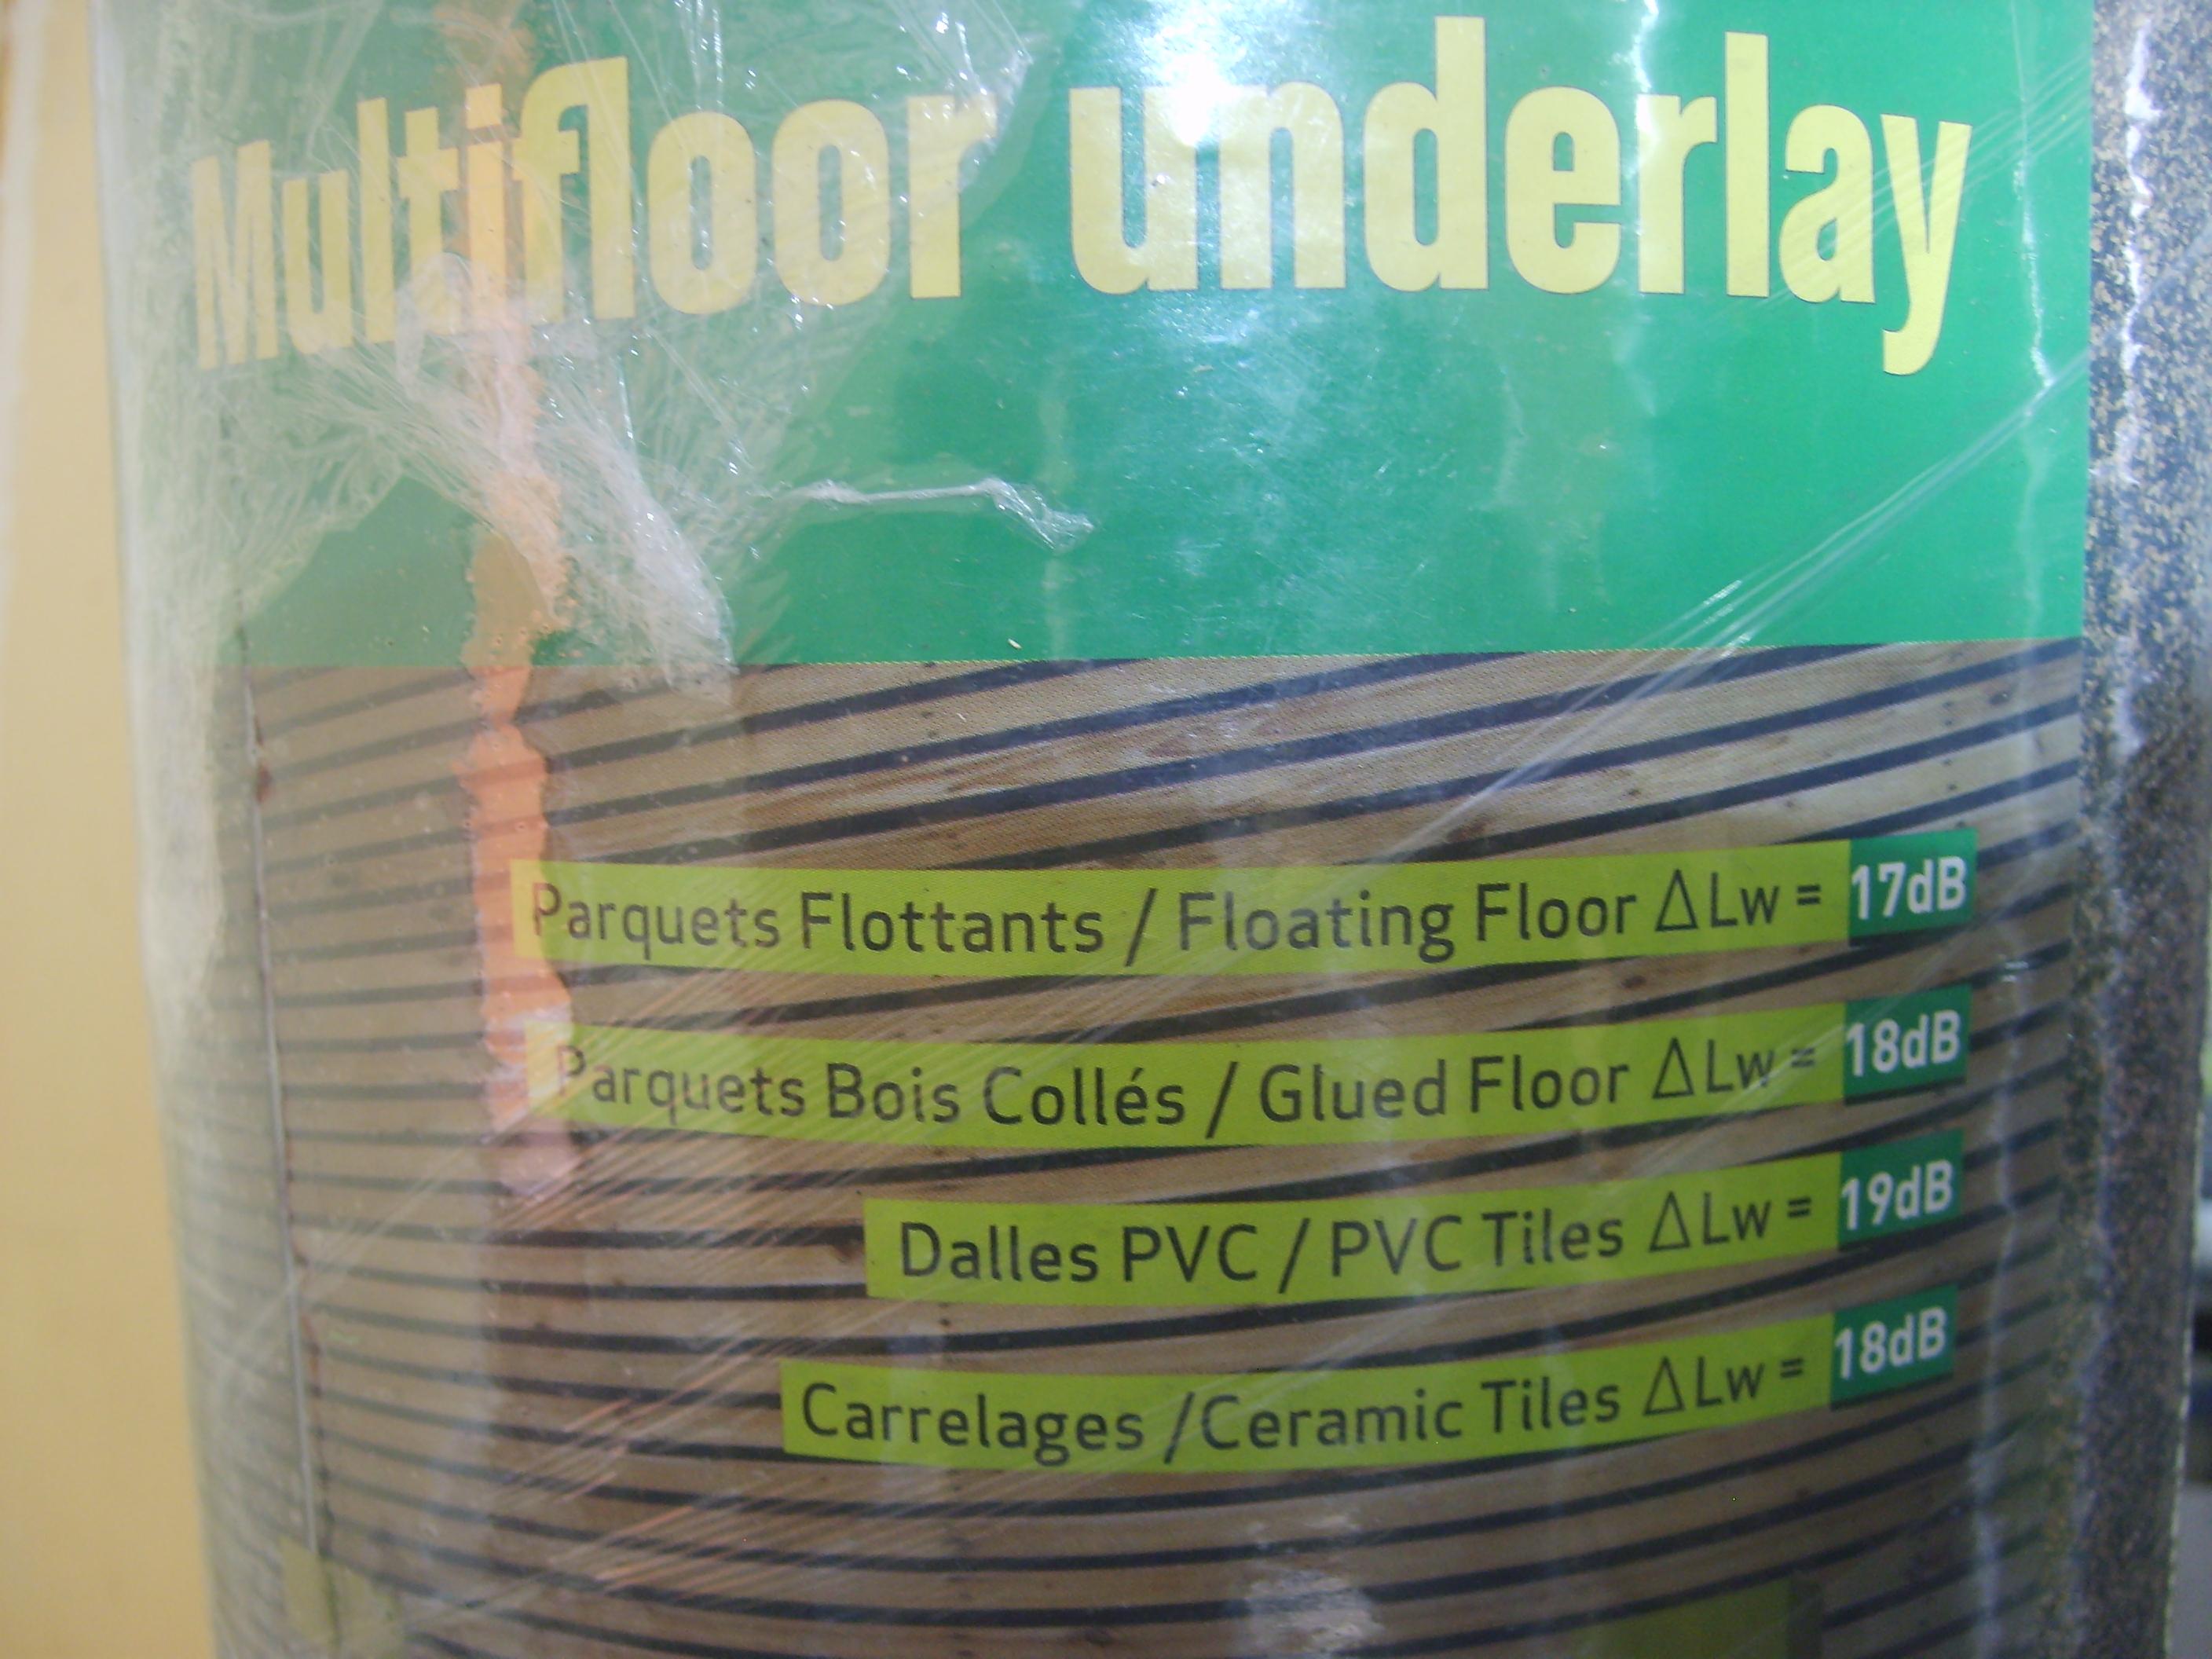 Multifloor underlay
Parquets Flottants / Floating Floor ΔLw = 17dB
Parquets Bois Collés / Glued Floor ΔLw = 18dB
Dalles PVC / PVC Tiles ΔLw = 19dB
Carrelages /Ceramic Tiles ΔLw = 18dB